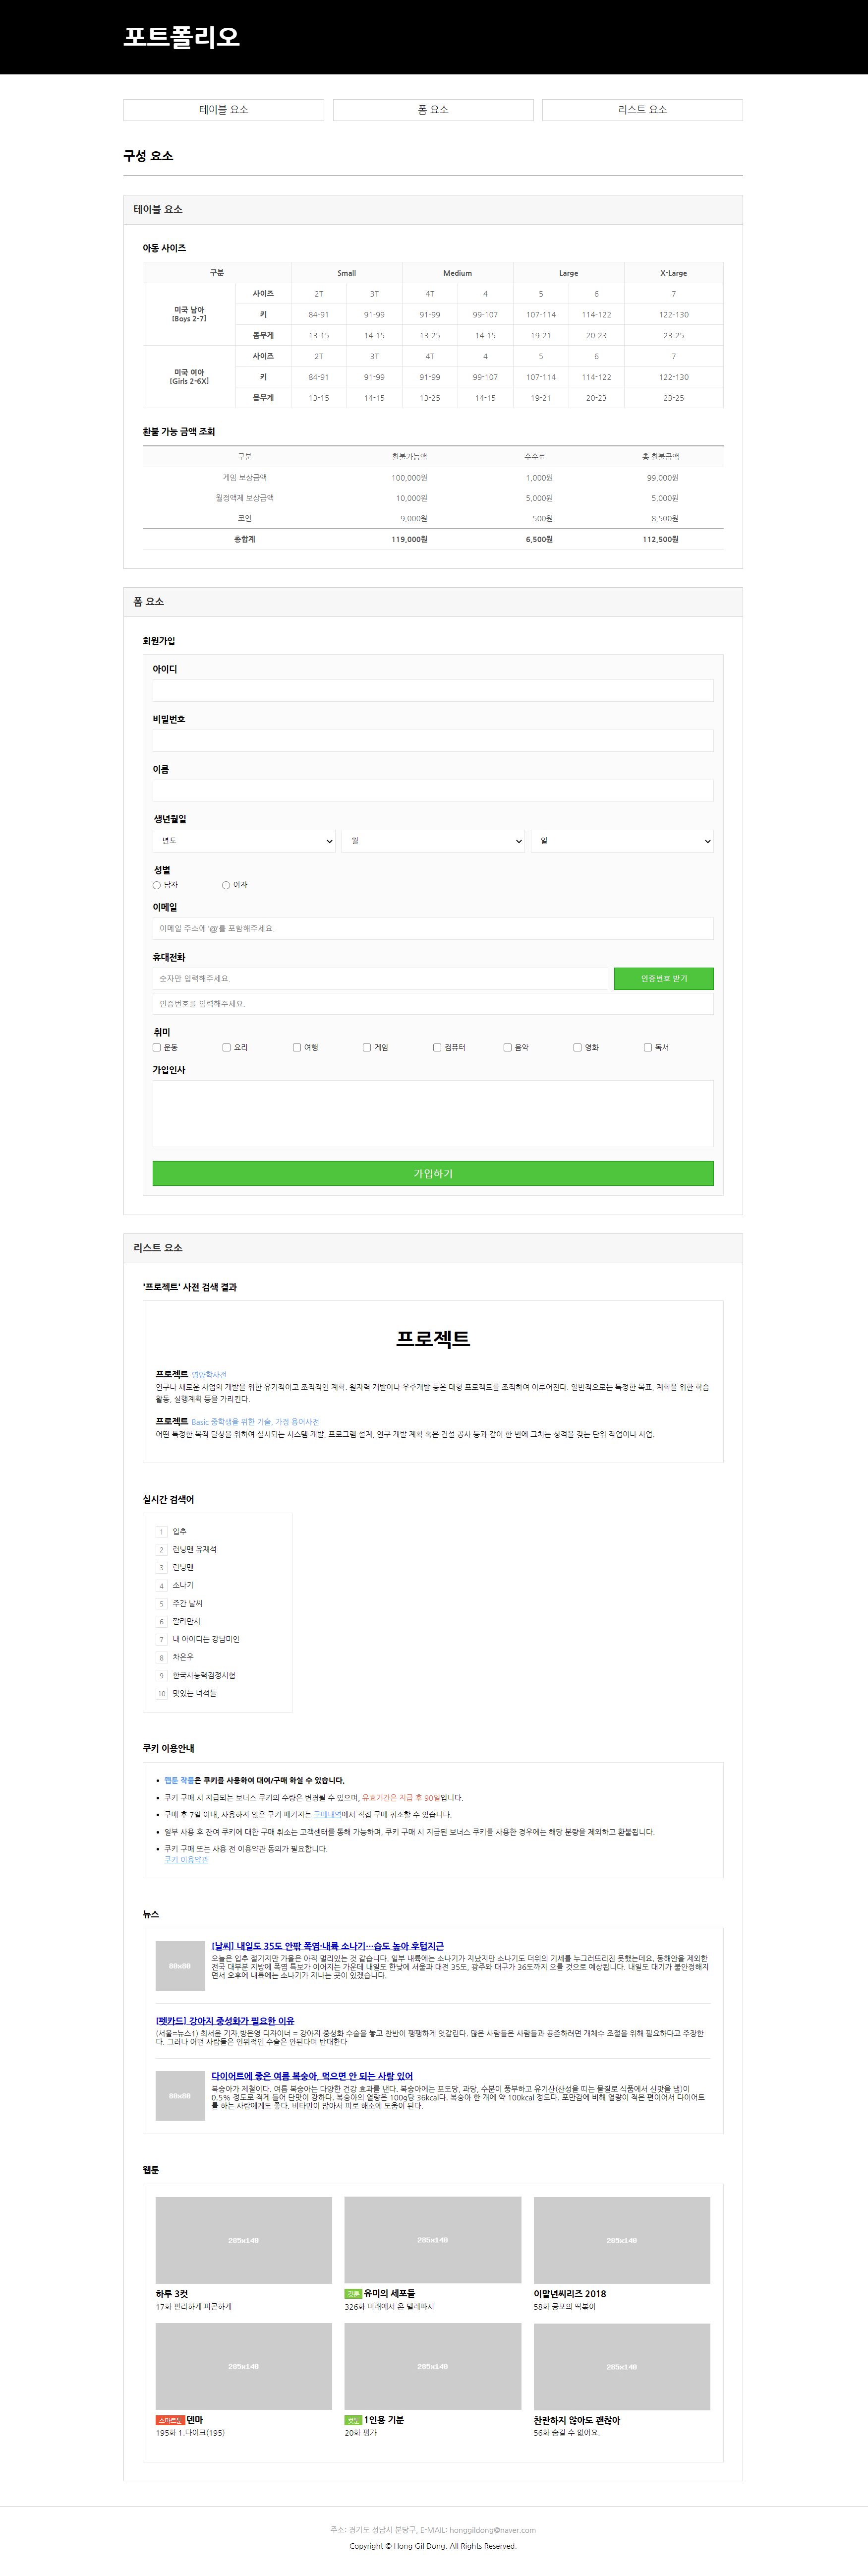 포트폴리오
테이블 요소 폼 요소 리스트 요소
구성 요소
테이블 요소
아동 사이즈
구분 Small Medium Large X-Large
미국 남아
[Boys 2-7]
사이즈 2T 3T 4T 4 5 6 7
키 84-91 91-99 91-99 99-107 107-114 114-122 122-130
몸무게 13-15 14-15 13-25 14-15 19-21 20-23 23-25
미국 여아
[Girls 2-6X]
사이즈 2T 3T 4T 4 5 6 7
키 84-91 91-99 91-99 99-107 107-114 114-122 122-130
몸무게 13-15 14-15 13-25 14-15 19-21 20-23 23-25
환불 가능 금액 조회
구분 환불가능액 수수료 총 환불금액
게임 보상금액 100,000원 1,000원 99,000원
월정액제 보상금액 10,000원 5,000원 5,000원
코인 9,000원 500원 8,500원
총합계 119,000원 6,500원 112,500원
폼 요소
회원가입
아이디
비밀번호
이름
생년월일
년도 월 일
성별
남자 여자
이메일
이메일 주소에 '@'를 포함해주세요.
휴대전화
숫자만 입력해주세요. 인증번호 받기
인증번호를 입력해주세요.
취미
운동 요리 여행 게임 컴퓨터 음악 영화 독서
가입인사
가입하기
리스트 요소
'프로젝트' 사전 검색 결과
프로젝트
프로젝트 영양학사전
연구나 새로운 사업의 개발을 위한 유기적이고 조직적인 계획. 원자력 개발이나 우주개발 등은 대형 프로젝트를 조직하여 이루어진다. 일반적으로는 특정한 목표, 계획을 위한 학습
활동, 실행계획 등을 가리킨다.
프로젝트 Basic 중학생을 위한 기술, 가정 용어사전
어떤 특정한 목적 달성을 위하여 실시되는 시스템 개발, 프로그램 설계, 연구 개발 계획 혹은 건설 공사 등과 같이 한 번에 그치는 성격을 갖는 단위 작업이나 사업.
실시간 검색어
1 입추
2 런닝맨 유재석
3 런닝맨
4 소나기
5 주간 날씨
6 깔라만시
7 내 아이디는 강남미인
8 차은우
9 한국사능력검정시험
10 맛있는 녀석들
쿠키 이용안내
웹툰 작품은 쿠키를 사용하여 대여/구매 하실 수 있습니다.
쿠키 구매 시 지급되는 보너스 쿠키의 수량은 변경될 수 있으며, 유효기간은 지급 후 90일입니다.
구매 후 7일 이내, 사용하지 않은 쿠키 패키지는 구매내역에서 직접 구매 취소할 수 있습니다.
일부 사용 후 잔여 쿠키에 대한 구매 취소는 고객센터를 통해 가능하며, 쿠키 구매 시 지급된 보너스 쿠키를 사용한 경우에는 해당 분량을 제외하고 환불됩니다.
쿠키 구매 또는 사용 전 이용약관 동의가 필요합니다.
쿠키 이용약관
뉴스
80x80
[날씨] 내일도 35도 안팎 폭염·내륙 소나기…습도 높아 후텁지근
오늘은 입추 절기지만 가을은 아직 멀리있는 것 같습니다. 일부 내륙에는 소나기가 지났지만 소나기도 더위의 기세를 누그러뜨리진 못했는데요. 동해안을 제외한
전국 대부분 지방에 폭염 특보가 이어지는 가운데 내일도 한낮에 서울과 대전 35도, 광주와 대구가 36도까지 오를 것으로 예상됩니다. 내일도 대기가 불안정해지
면서 오후에 내륙에는 소나기가 지나는 곳이 있겠습니다.
[펫카드] 강아지 중성화가 필요한 이유
(서울=뉴스1) 최서윤 기자,방은영 디자이너 = 강아지 중성화 수술을 놓고 찬반이 팽팽하게 엇갈린다. 많은 사람들은 사람들과 공존하려면 개체수 조절을 위해 필요하다고 주장한
다. 그러나 어떤 사람들은 인위적인 수술은 안된다며 반대한다
80x80
다이어트에 좋은 여름 복숭아, 먹으면 안 되는 사람 있어
복숭아가 제철이다. 여름 복숭아는 다양한 건강 효과를 낸다. 복숭아에는 포도당, 과당, 수분이 풍부하고 유기산(산성을 띠는 물질로 식품에서 신맛을 냄)이
0.5% 정도로 적게 들어 단맛이 강하다. 복숭아의 열량은 100g당 36kcal다. 복숭아 한 개에 약 100kcal 정도다. 포만감에 비해 열량이 적은 편이어서 다이어트
를 하는 사람에게도 좋다. 비타민이 많아서 피로 해소에 도움이 된다.
웹툰
285x140 285x140 285x140
하루 3컷 컷툰 유미의 세포들 이말년씨리즈 2018
17화 편리하게 피곤하게 326화 미래에서 온 텔레파시 58화 공포의 떡볶이
285x140 285x140 285x140
스마트툰 덴마 컷툰 1인용 기분 찬란하지 않아도 괜찮아
195화 1.다이크(195) 20화 평가 56화 숨길 수 없어요.
주소: 경기도 성남시 분당구, E-MAIL: honggildong@naver.com
Copyright © Hong Gil Dong. All Rights Reserved.